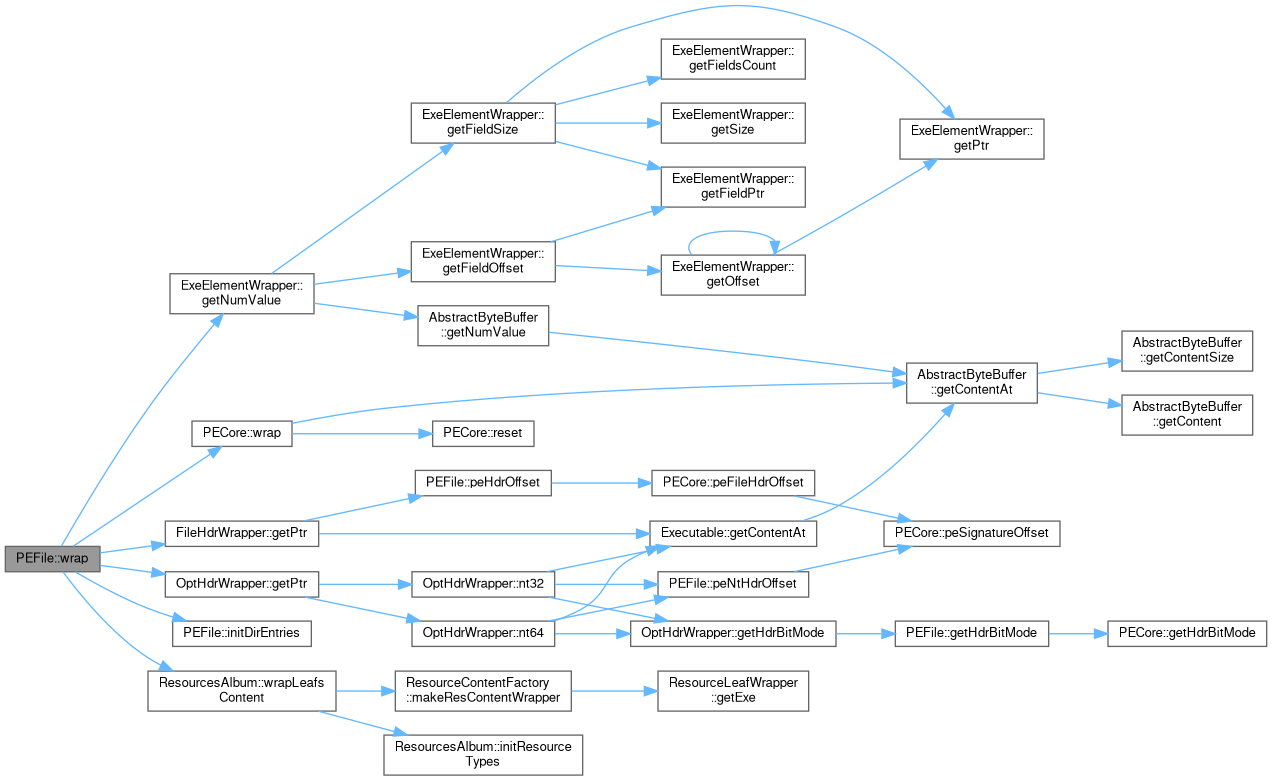 ExeElementWrapper::
getFieldsCount
ExeElementWrapper::
getFieldSize
ExeElementWrapper::
getSize
ExeElementWrapper::
getPtr
ExeElementWrapper::
getFieldPtr
ExeElementWrapper::
getFieldOffset
ExeElementWrapper::
getOffset
ExeElementWrapper::
getNumValue
AbstractByteBuffer
::getNumValue
AbstractByteBuffer
::getContentSize
AbstractByteBuffer
::getContentAt
AbstractByteBuffer
::getContent
PECore::wrap
PECore::reset
PEFile::peHdrOffset
PECore::peFileHdrOffset
FileHdrWrapper::getPtr
Executable::getContentAt
PECore::peSignatureOffset
PEFile::wrap
OptHdrWrapper::getPtr
OptHdrWrapper::nt32
PEFile::peNtHdrOffset
PEFile::initDirEntries
OptHdrWrapper::nt64
OptHdrWrapper::getHdrBitMode
PEFile::getHdrBitMode
PECore::getHdrBitMode
ResourcesAlbum::wrapLeafs
Content
ResourceContentFactory
::makeResContentWrapper
ResourceLeafWrapper
::getExe
ResourcesAlbum::initResource
Types